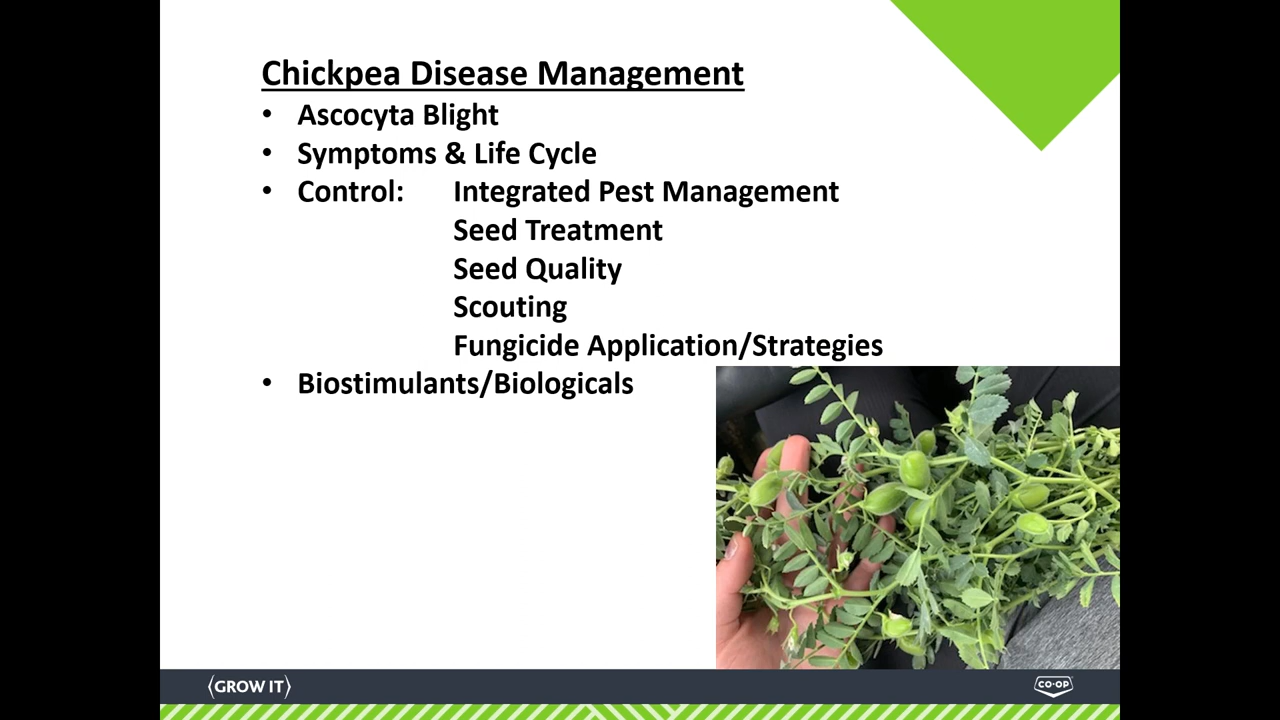 Chickpea Disease Management
• Ascocyta Blight
• Symptoms & Life Cycle
• Control: Integrated Pest Management
Seed Treatment
Seed Quality
Scouting
Fungicide Application/Strategies
• Biostimulants/Biologicals
GROW IT
CO-OP